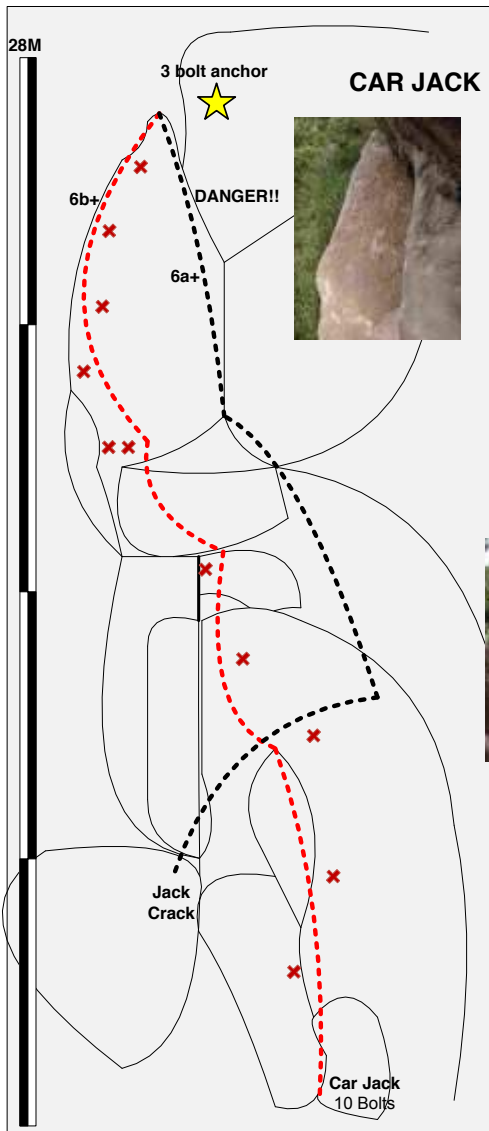 28M
3 bolt anchor
CAR JACK
DANGER!!
6b+
6a+
Jack
Crack
Car Jack
10 Bolts